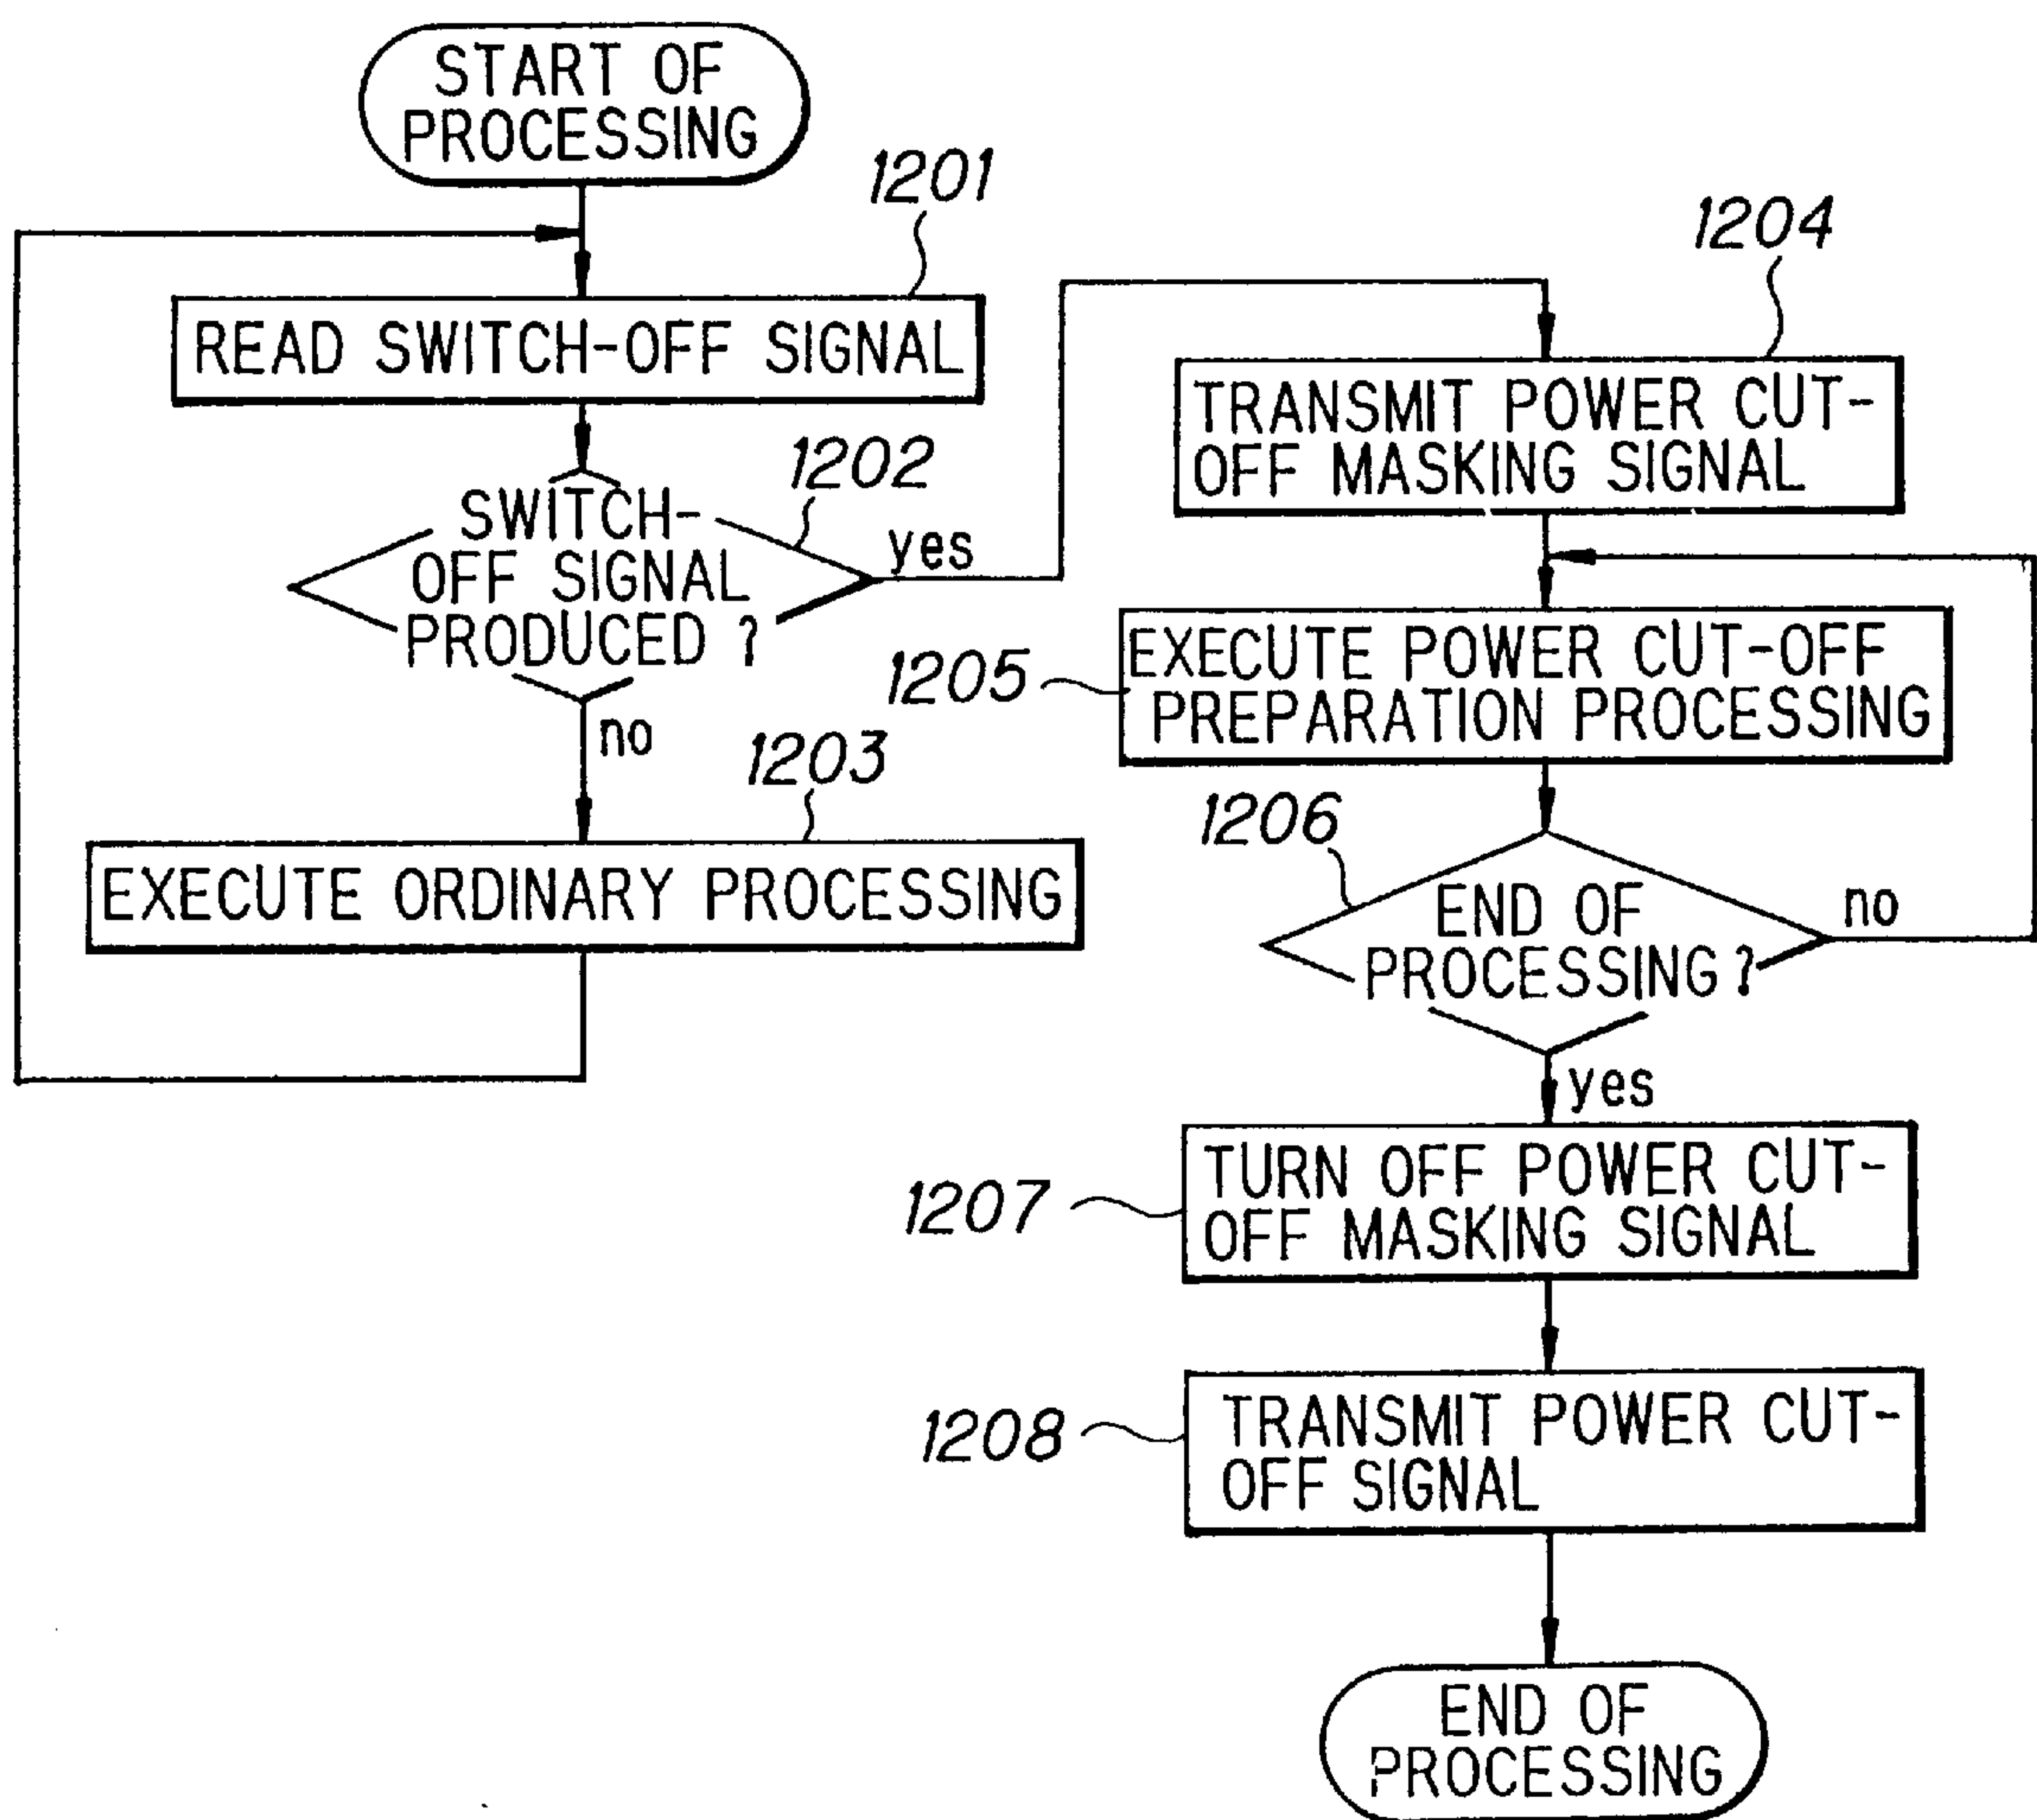 START OF
PROCESSING
1201
READ SWITCH-OFF SIGNAL
1202
SWITCH-
OFF SIGNAL
PRODUCED ?
yes
no
1203
EXECUTE ORDINARY PROCESSING
1204
TRANSMIT POWER CUT-
OFF MASKING SIGNAL
1205
EXECUTE POWER CUT-OFF
PREPARATION PROCESSING
1206
END OF
PROCESSING ?
no
yes
1207
TURN OFF POWER CUT-
OFF MASKING SIGNAL
1208
TRANSMIT POWER CUT-
OFF SIGNAL
END OF
PROCESSING